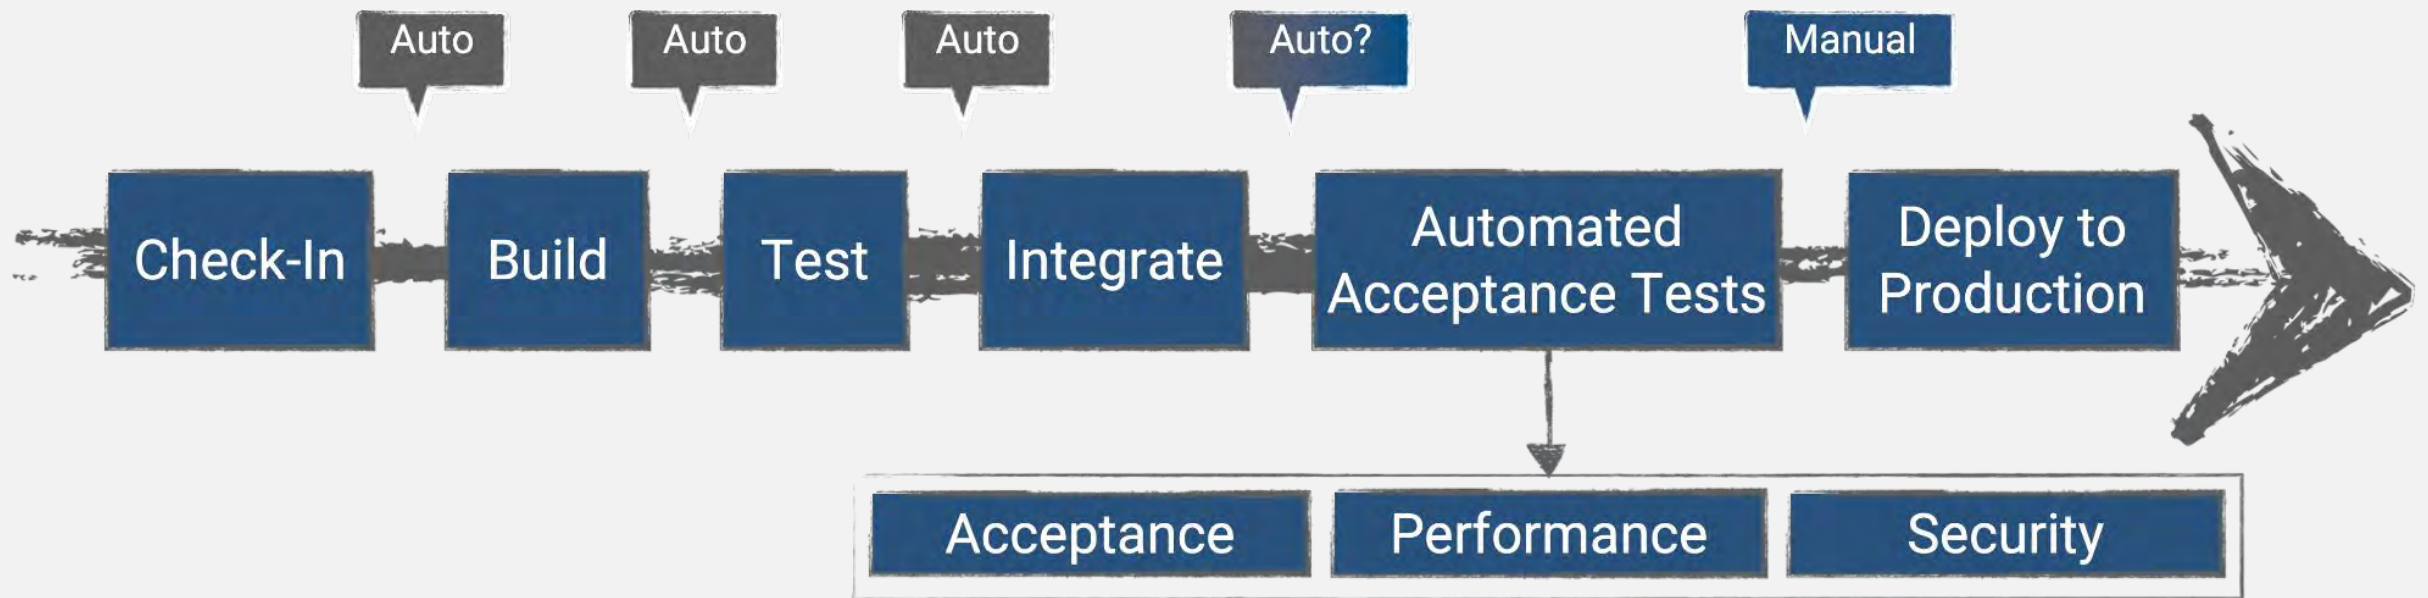 Auto
Auto
Auto
Auto?
Manual
Check-In
Build
Test
Integrate
Automated
Acceptance Tests
Deploy to
Production
Acceptance
Performance
Security